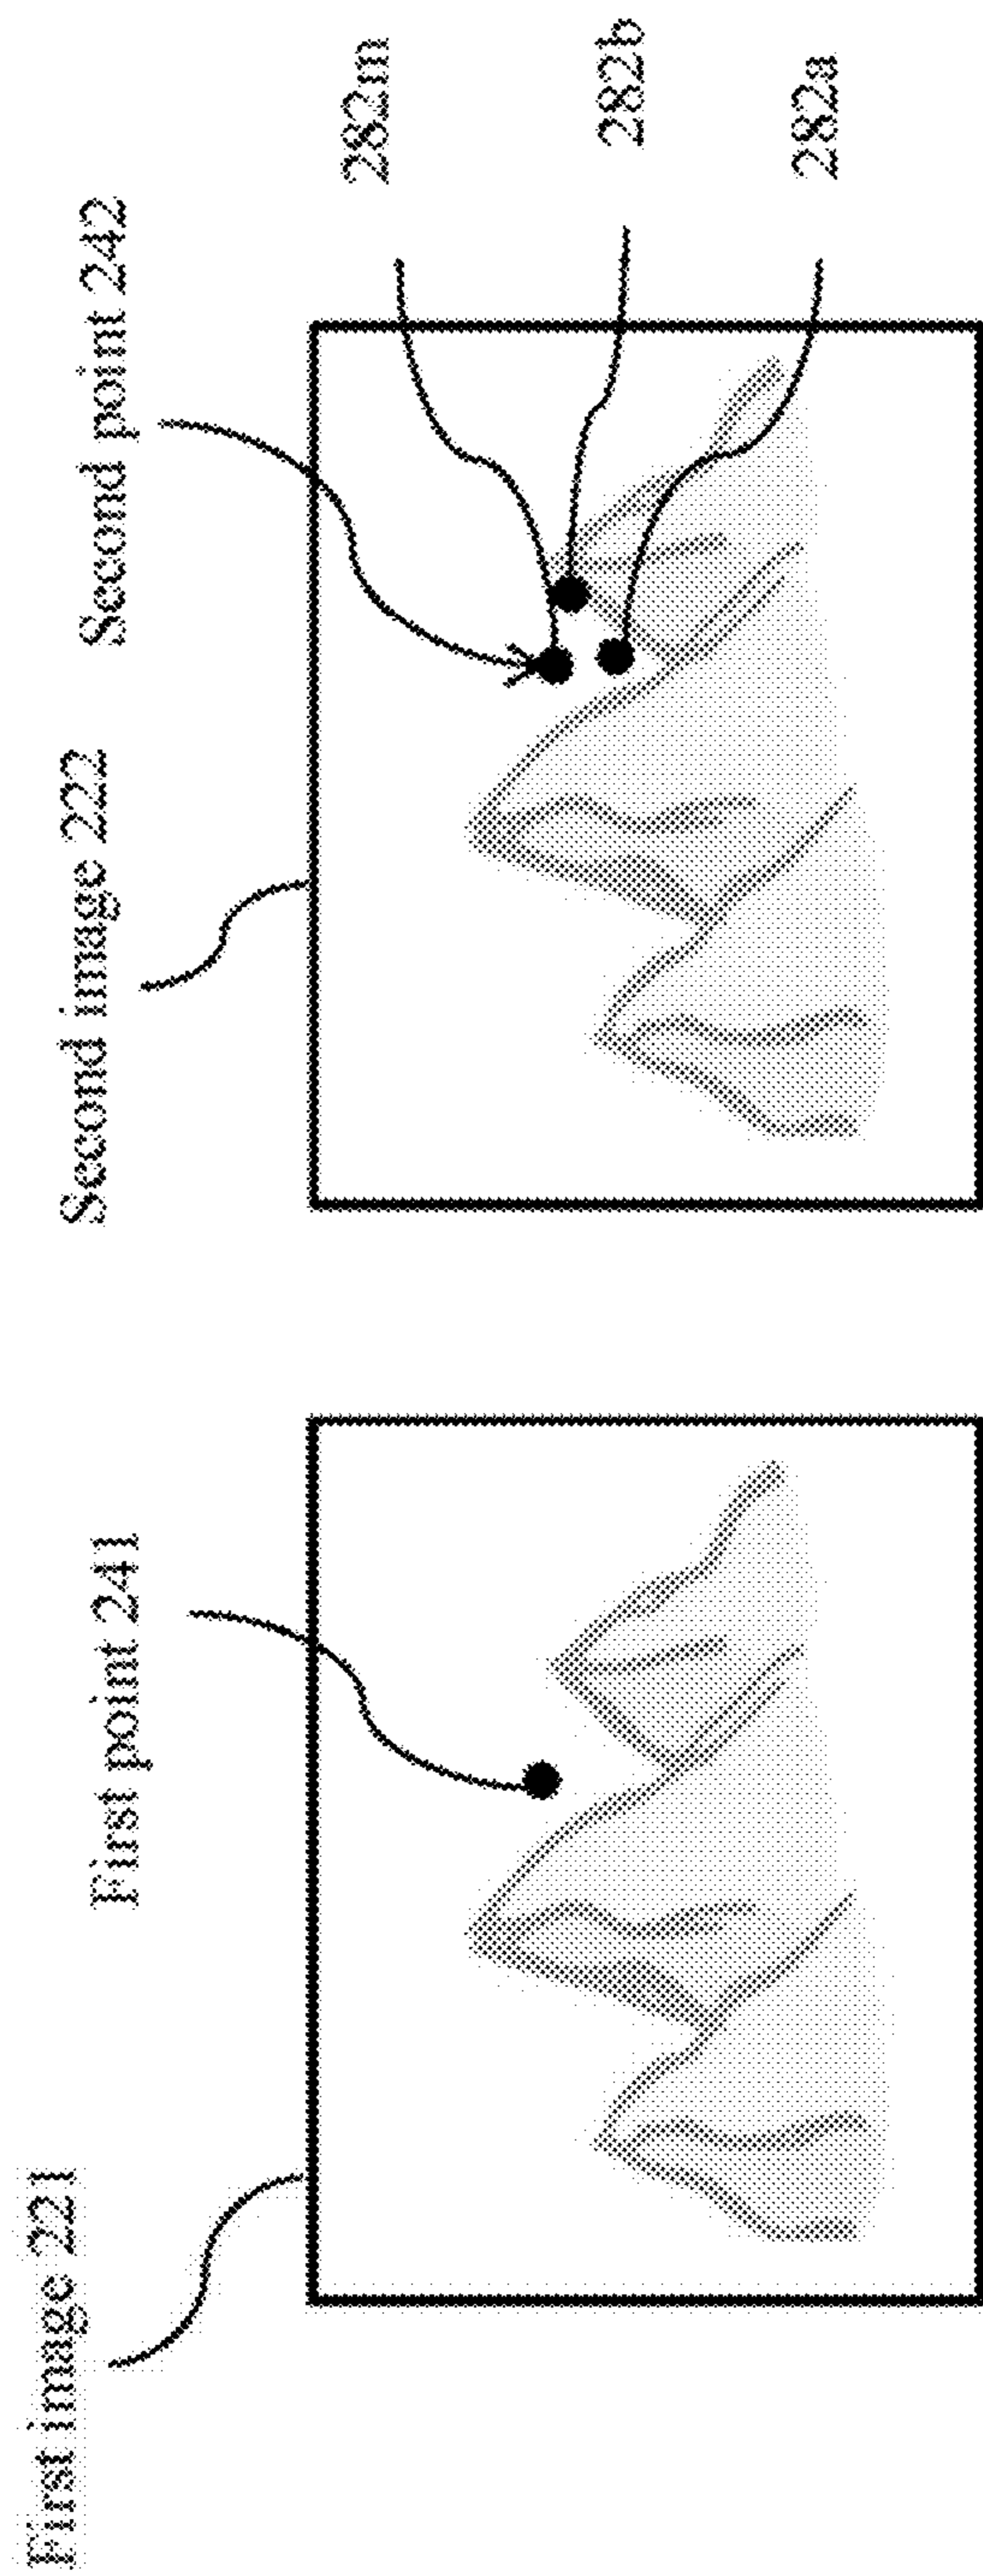 First image 221
First point 241
Second image 222
Second point 242
282m
282b
282a